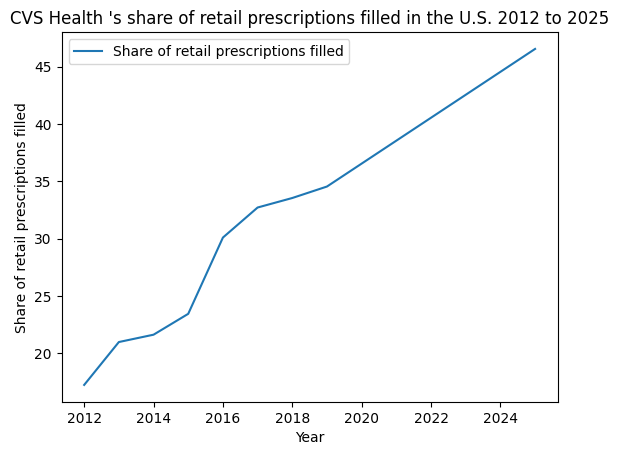 CVS Health 's share of retail prescriptions filled in the U.S. 2012 to 2025
Share of retail prescriptions filled
Share of retail prescriptions filled
45
40
35
30
25
20
2012 2014 2016 2018 2020 2022 2024
Year